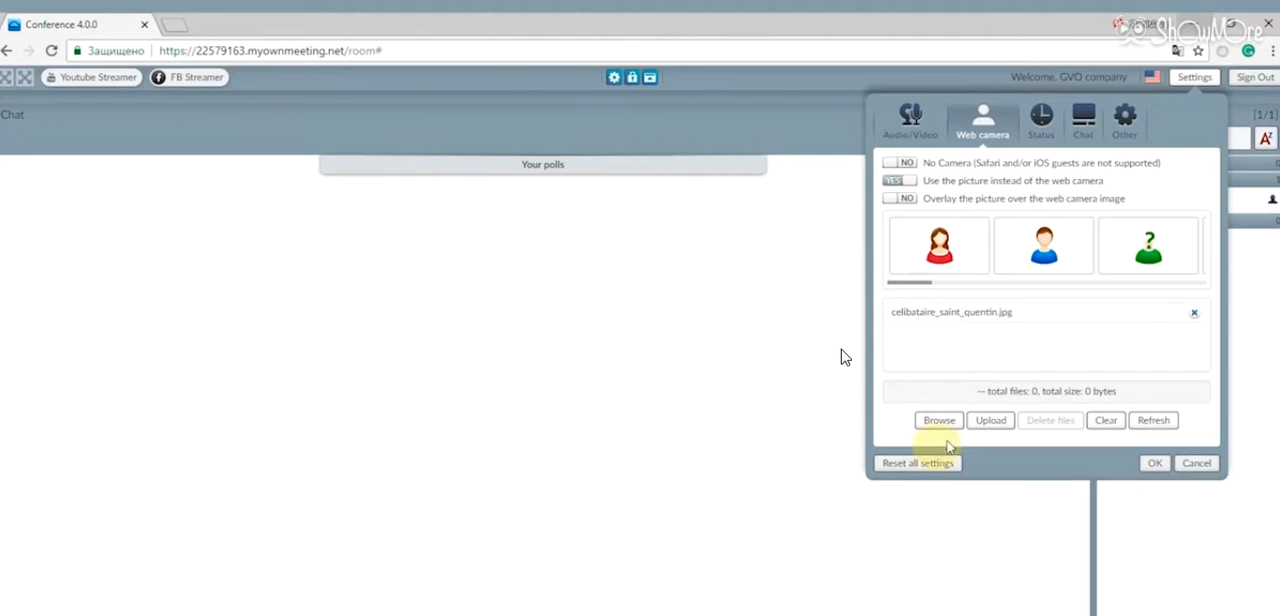 Conference 4.0.0
ShowMore
Защищено
https://22579163.myownmeeting.net/room#
Youtube Streamer
FB Streamer
Welcome, GVO company
Settings
Sign Out
Chat
[1/1]
Audio/Video
Web camera
Status
Chat
Other
Your polls
NO No Camera (Safari and/or iOS guests are not supported)
YES Use the picture instead of the web camera
NO Overlay the picture over the web camera image
celibataire_saint_quentin.jpg
--- total files: 0, total size: 0 bytes
Browse
Upload
Delete files
Clear
Refresh
Reset all settings
OK
Cancel